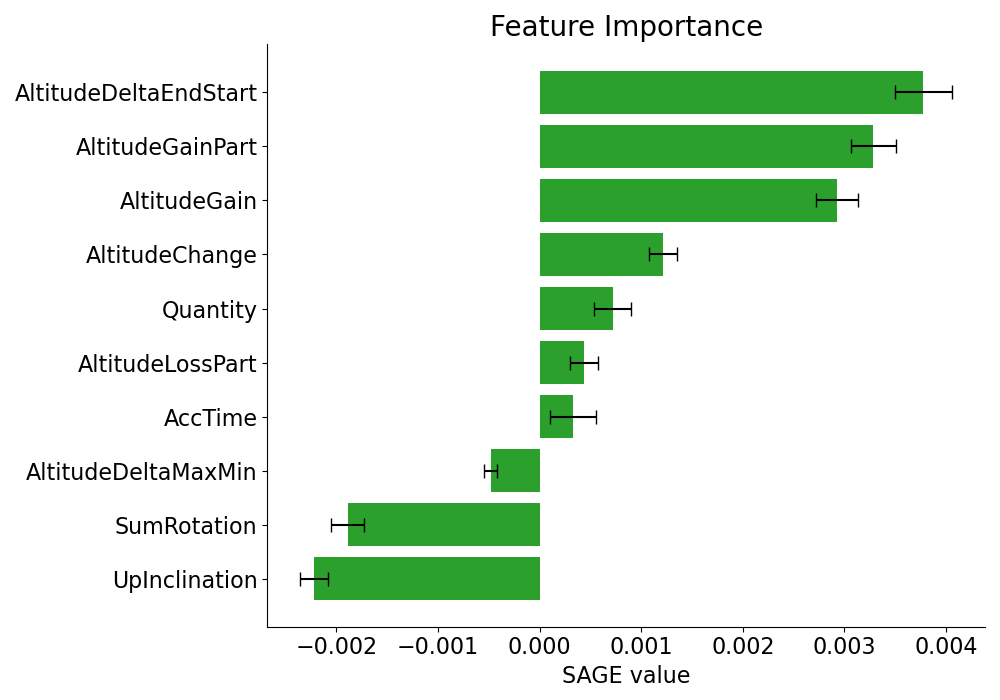 Feature Importance
AltitudeDeltaEndStart
AltitudeGainPart
AltitudeGain
AltitudeChange
Quantity
AltitudeLossPart
AccTime
AltitudeDeltaMaxMin
SumRotation
UpInclination
−0.002 −0.001 0.000 0.001 0.002 0.003 0.004
SAGE value